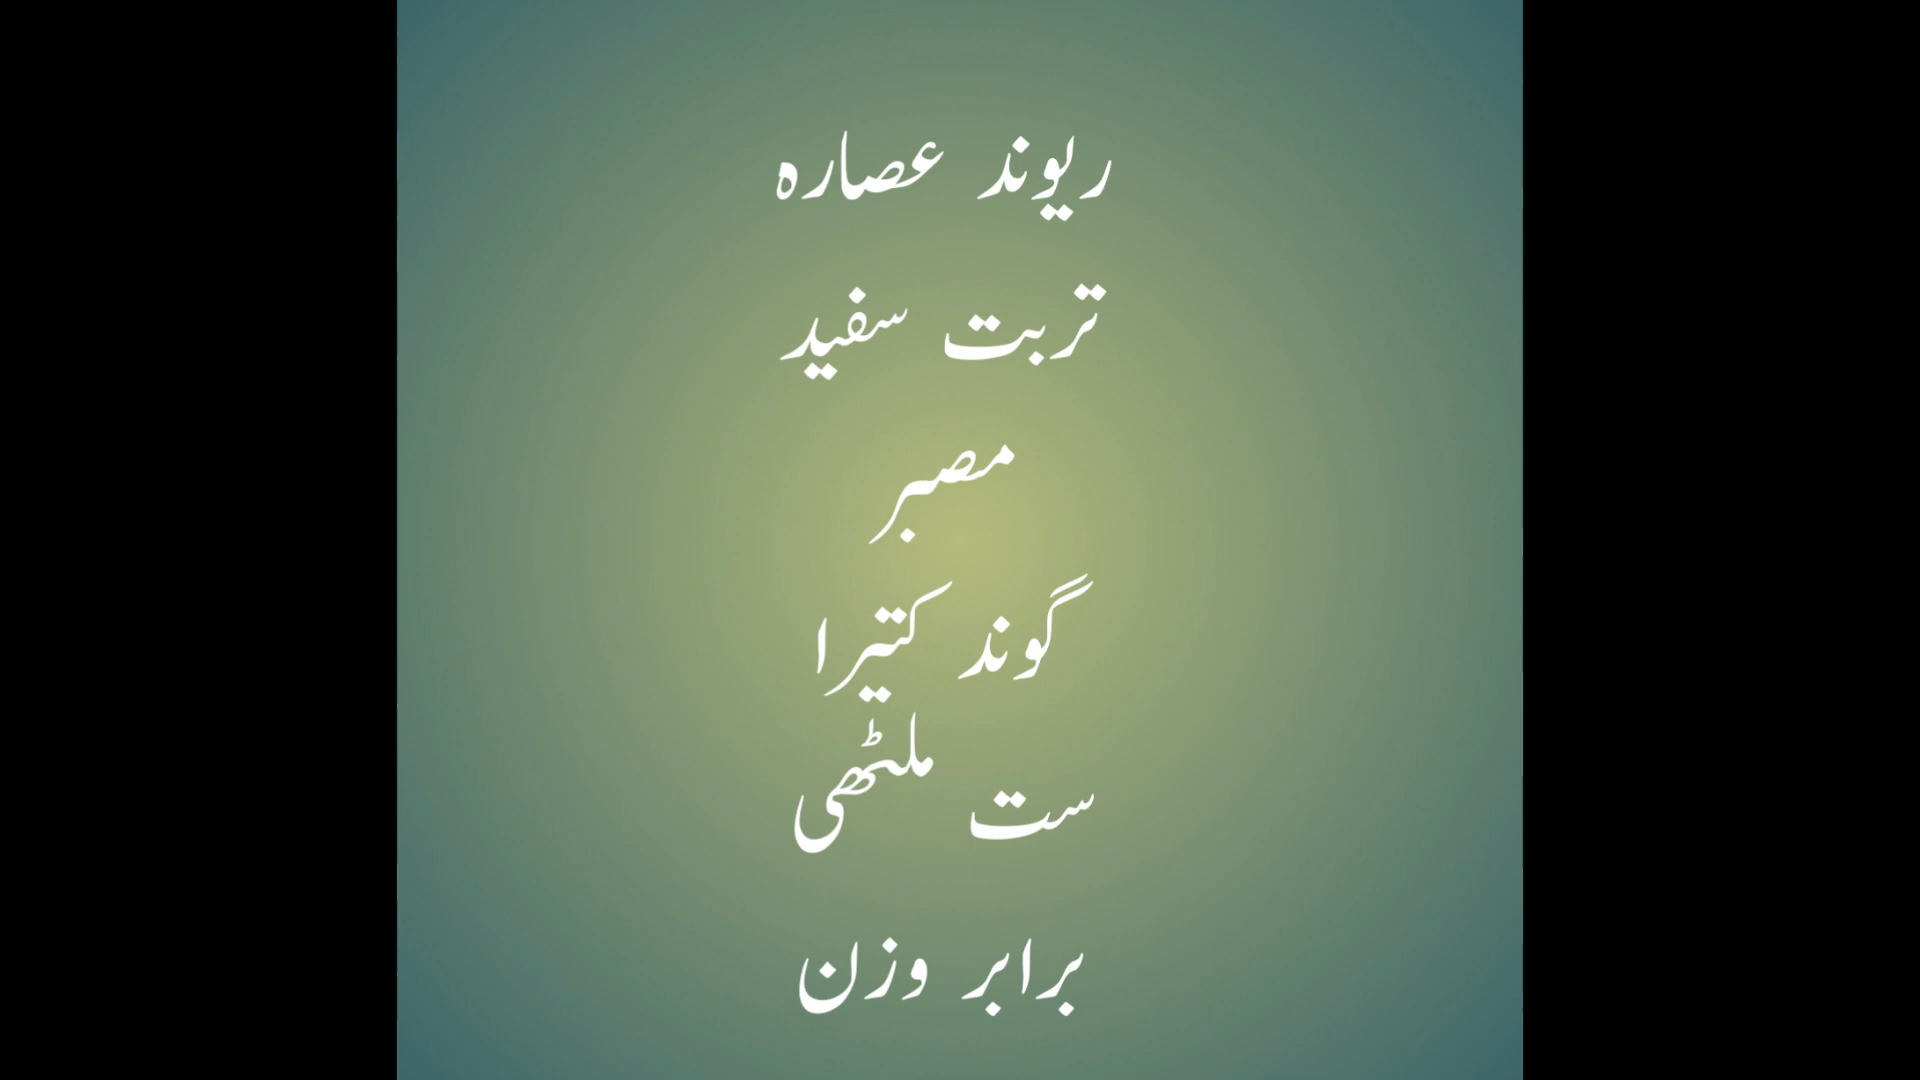 ریوند عصارہ
تربت سفید
مصبر
گوند کتیرا
ست ملٹھی
برابر وزن